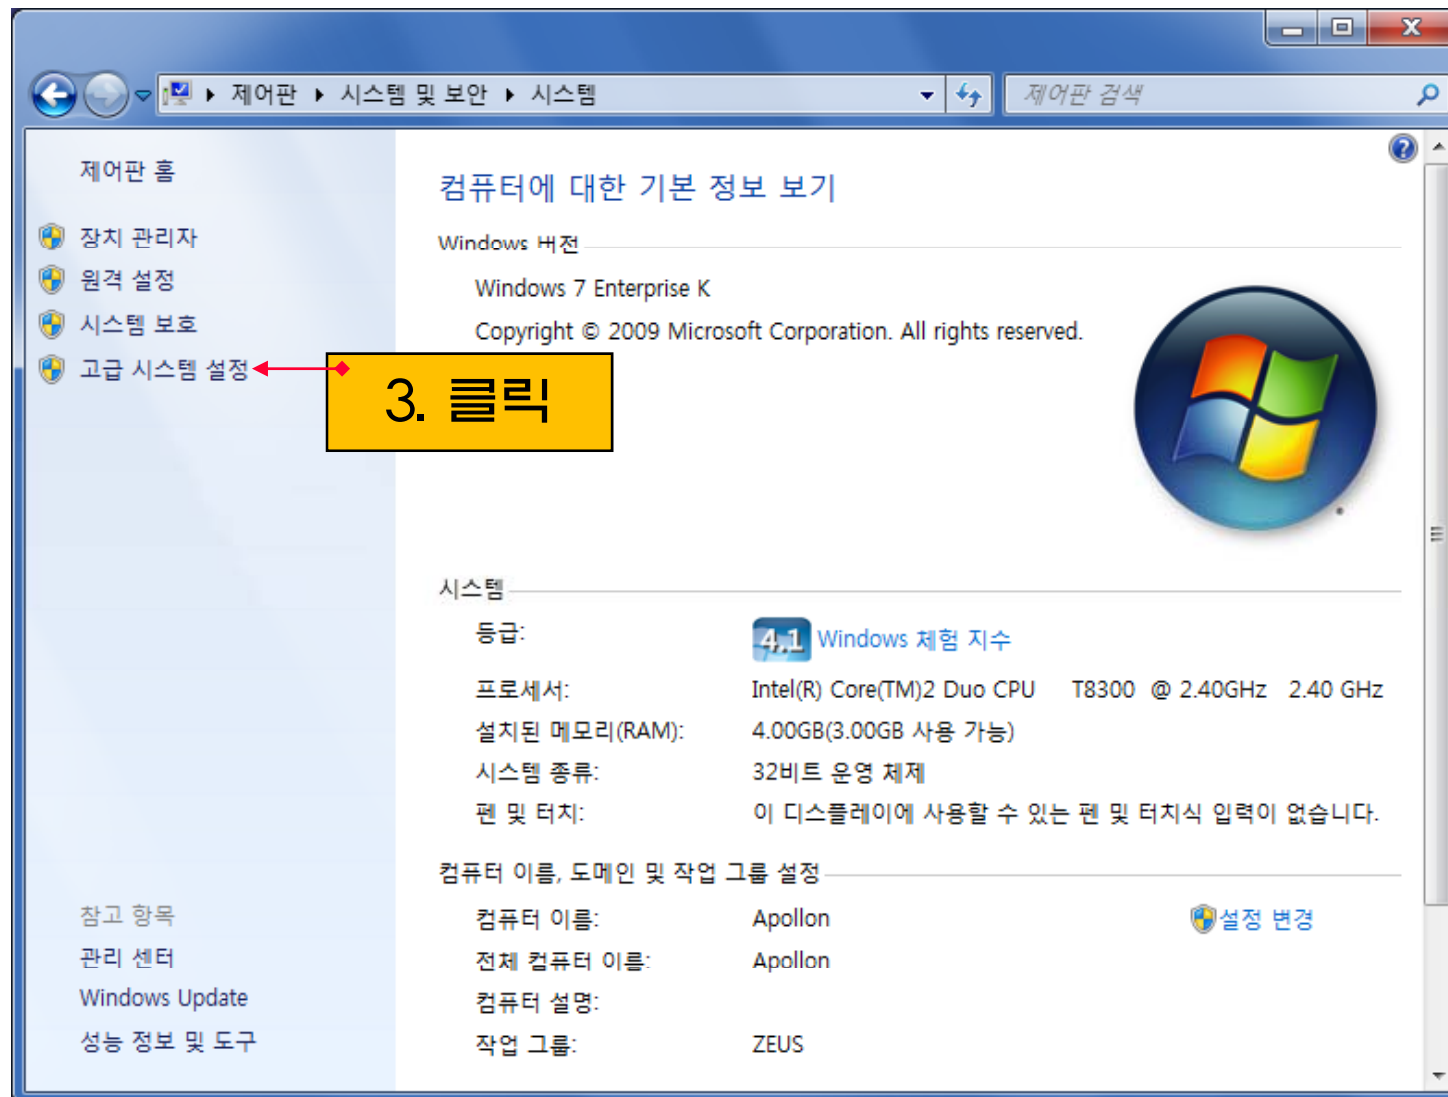 제어판 ▸ 시스템 및 보안 ▸ 시스템
제어판 검색
제어판 홈
장치 관리자
원격 설정
시스템 보호
고급 시스템 설정
3. 클릭
컴퓨터에 대한 기본 정보 보기
Windows 버전
Windows 7 Enterprise K
Copyright © 2009 Microsoft Corporation. All rights reserved.
시스템
등급: 4.1 Windows 체험 지수
프로세서: Intel(R) Core(TM)2 Duo CPU T8300 @ 2.40GHz 2.40 GHz
설치된 메모리(RAM): 4.00GB(3.00GB 사용 가능)
시스템 종류: 32비트 운영 체제
펜 및 터치: 이 디스플레이에 사용할 수 있는 펜 및 터치식 입력이 없습니다.
컴퓨터 이름, 도메인 및 작업 그룹 설정
컴퓨터 이름: Apollon 설정 변경
전체 컴퓨터 이름: Apollon
컴퓨터 설명:
작업 그룹: ZEUS
참고 항목
관리 센터
Windows Update
성능 정보 및 도구